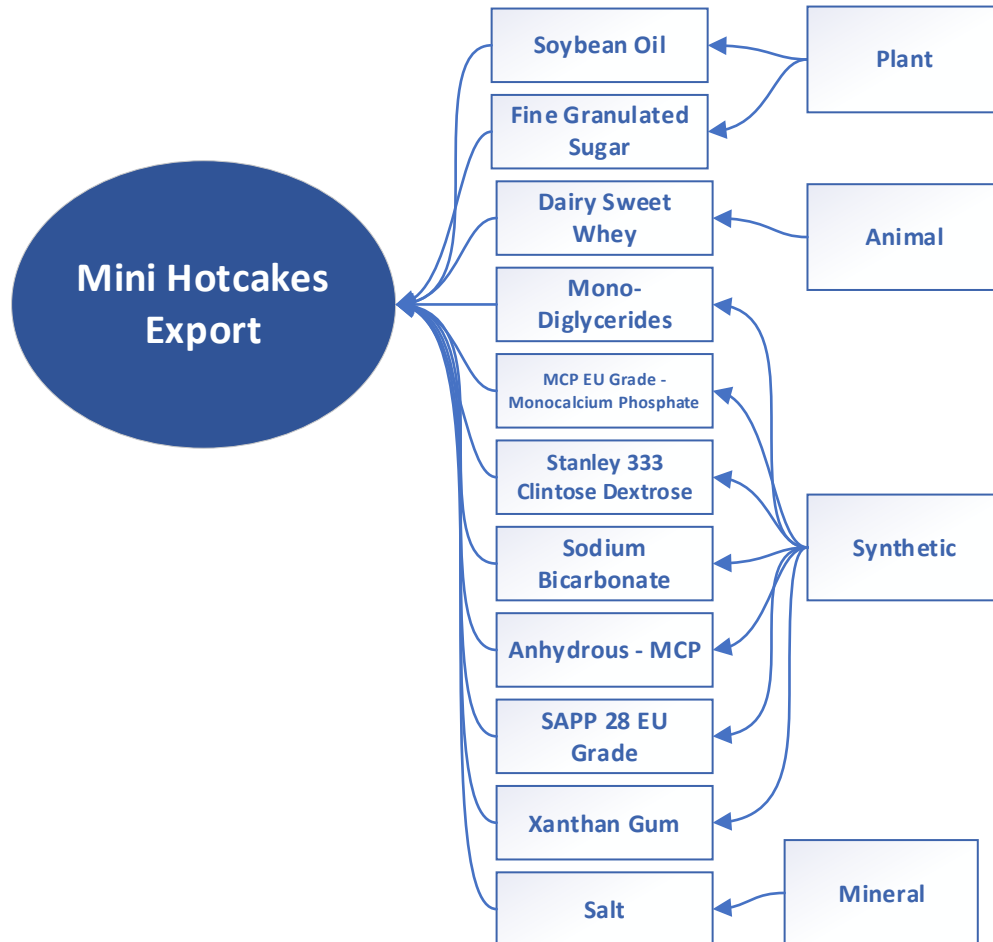 Mini Hotcakes
Export
Soybean Oil
Fine Granulated
Sugar
Dairy Sweet
Whey
Mono-
Diglycerides
MCP EU Grade -
Monocalcium Phosphate
Stanley 333
Clintose Dextrose
Sodium
Bicarbonate
Anhydrous - MCP
SAPP 28 EU
Grade
Xanthan Gum
Salt
Plant
Animal
Synthetic
Mineral